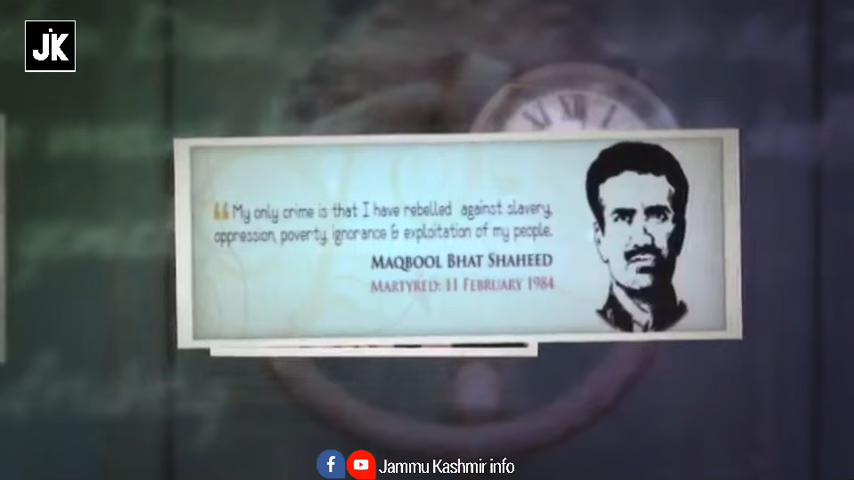 JK
“My only crime is that I have rebelled against slavery,
oppression, poverty, ignorance & exploitation of my people.
MAQBOOL BHAT SHAHEED
MARTYRED: 11 FEBRUARY 1984
Jammu Kashmir info